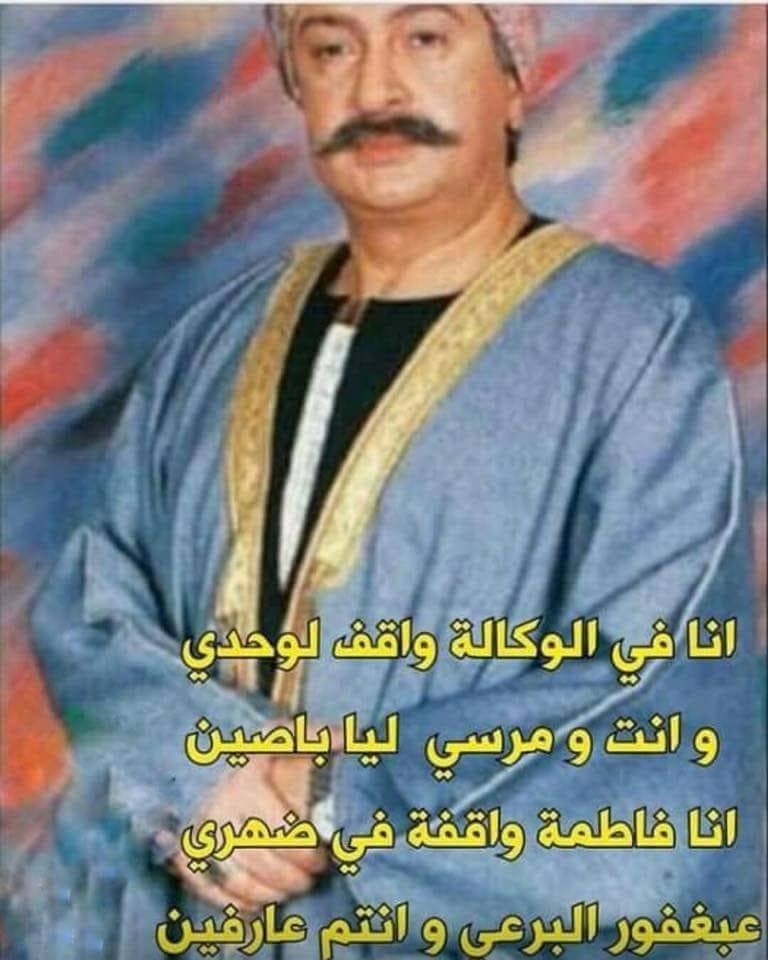 انا في الوكالة واقف لوحدي
و انت و مرسي ليا باصين
انا فاطمة واقفة في ضهري
عبغفور البرعي و انتم عارفين